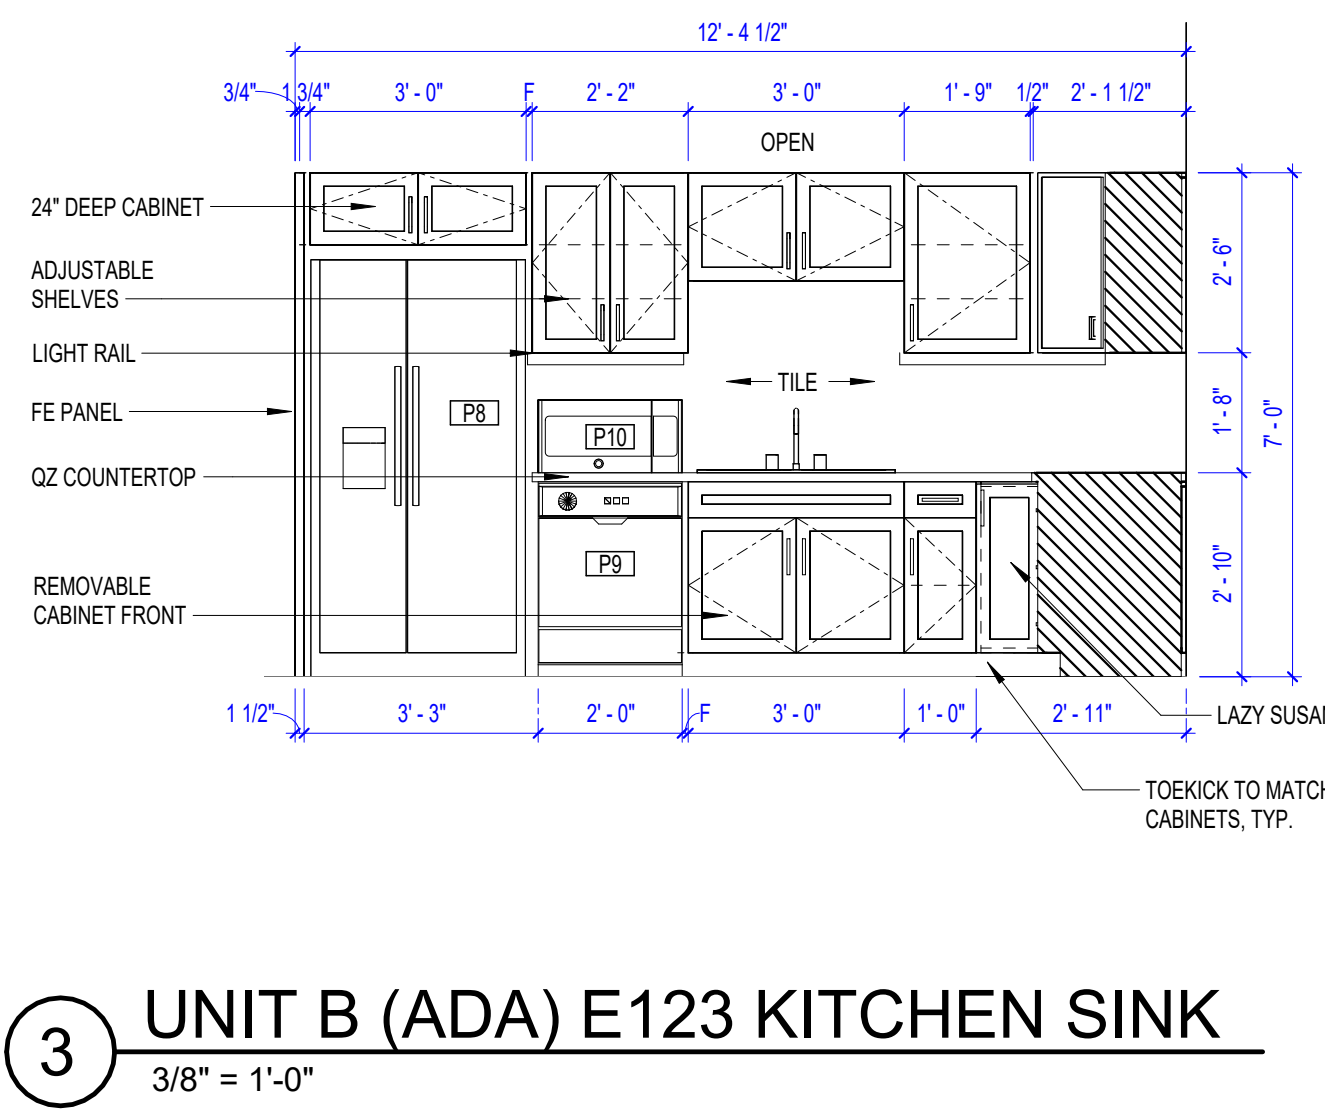 12' - 4 1/2"
3/4" 1 3/4" 3' - 0" F 2' - 2" 3' - 0" 1' - 9" 1/2" 2' - 1 1/2"
OPEN
24" DEEP CABINET
ADJUSTABLE
SHELVES
LIGHT RAIL
FE PANEL
QZ COUNTERTOP
REMOVABLE
CABINET FRONT
TILE
P8
P10
P9
2' - 6"
1' - 8"
7' - 0"
2' - 10"
1 1/2" 3' - 3" 2' - 0" F 3' - 0" 1' - 0" 2' - 11"
LAZY SUSA
TOEKICK TO MATC
CABINETS, TYP.
3
UNIT B (ADA) E123 KITCHEN SINK
3/8" = 1'-0"